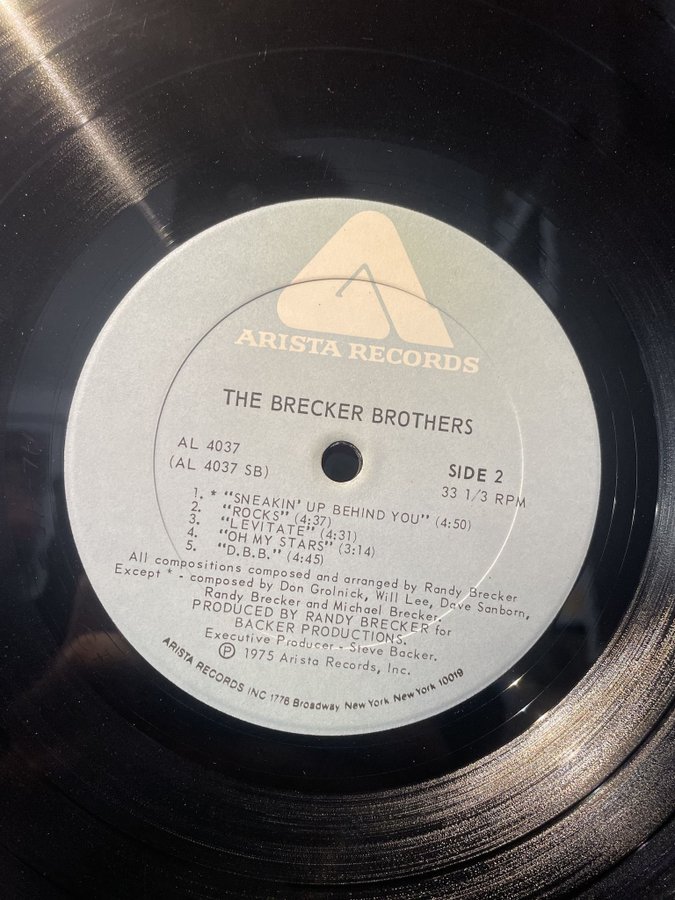 ARISTA RECORDS
THE BRECKER BROTHERS
AL 4037
(AL 4037 SB)
SIDE 2
33 1/3 RPM
1. * "SNEAKIN' UP BEHIND YOU" (4:50)
2. "ROCKS" (4:37)
3. "LEVITATE" (4:31)
4. "OH MY STARS" (3:14)
5. "D.B.B." (4:45)
All compositions composed and arranged by Randy Brecker
Except * - composed by Don Grolnick, Will Lee, Dave Sanborn,
Randy Brecker and Michael Brecker.
PRODUCED BY RANDY BRECKER for
BACKER PRODUCTIONS.
Executive Producer - Steve Backer.
Ⓟ 1975 Arista Records, Inc.
ARISTA RECORDS INC 1776 Broadway New York New York 10019